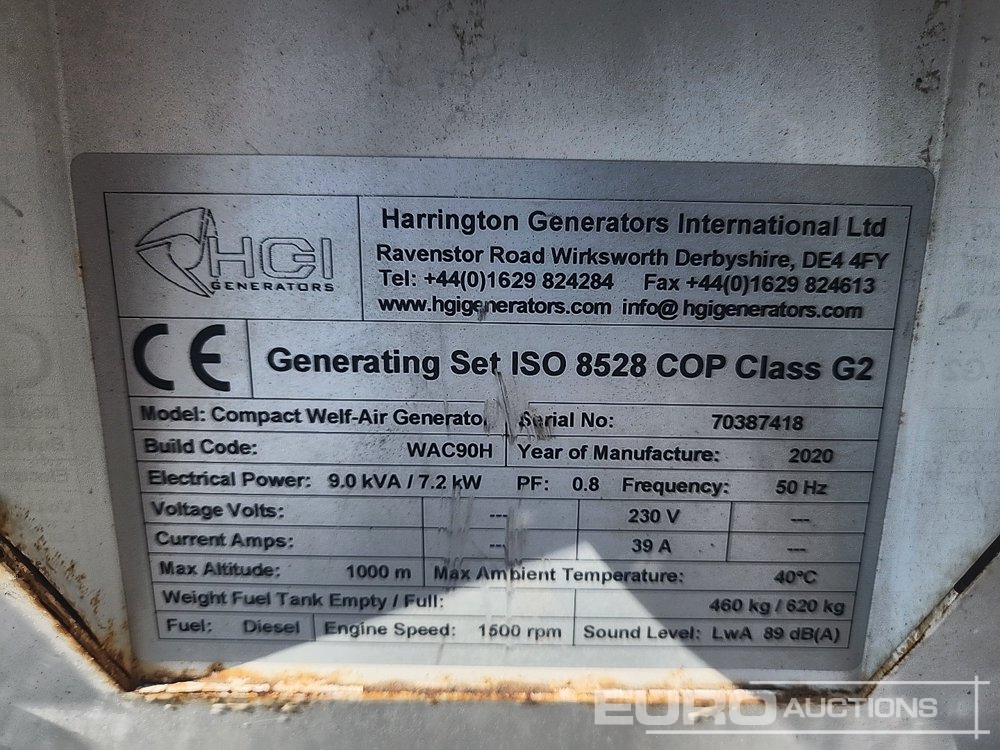 HGI
GENERATORS
Harrington Generators International Ltd
Ravenstor Road Wirksworth Derbyshire, DE4 4FY
Tel: +44(0)1629 824284 Fax +44(0)1629 824613
www.hgigenerators.com info@hgigenerators.com
CE Generating Set ISO 8528 COP Class G2
Model: Compact Welf-Air Generator Serial No: 70387418
Build Code: WAC90H Year of Manufacture: 2020
Electrical Power: 9.0 kVA / 7.2 kW PF: 0.8 Frequency: 50 Hz
Voltage Volts: --- 230 V ---
Current Amps: --- 39 A ---
Max Altitude: 1000 m Max Ambient Temperature: 40°C
Weight Fuel Tank Empty / Full: 460 kg / 620 kg
Fuel: Diesel Engine Speed: 1500 rpm Sound Level: LwA 89 dB(A)
EURO AUCTIONS